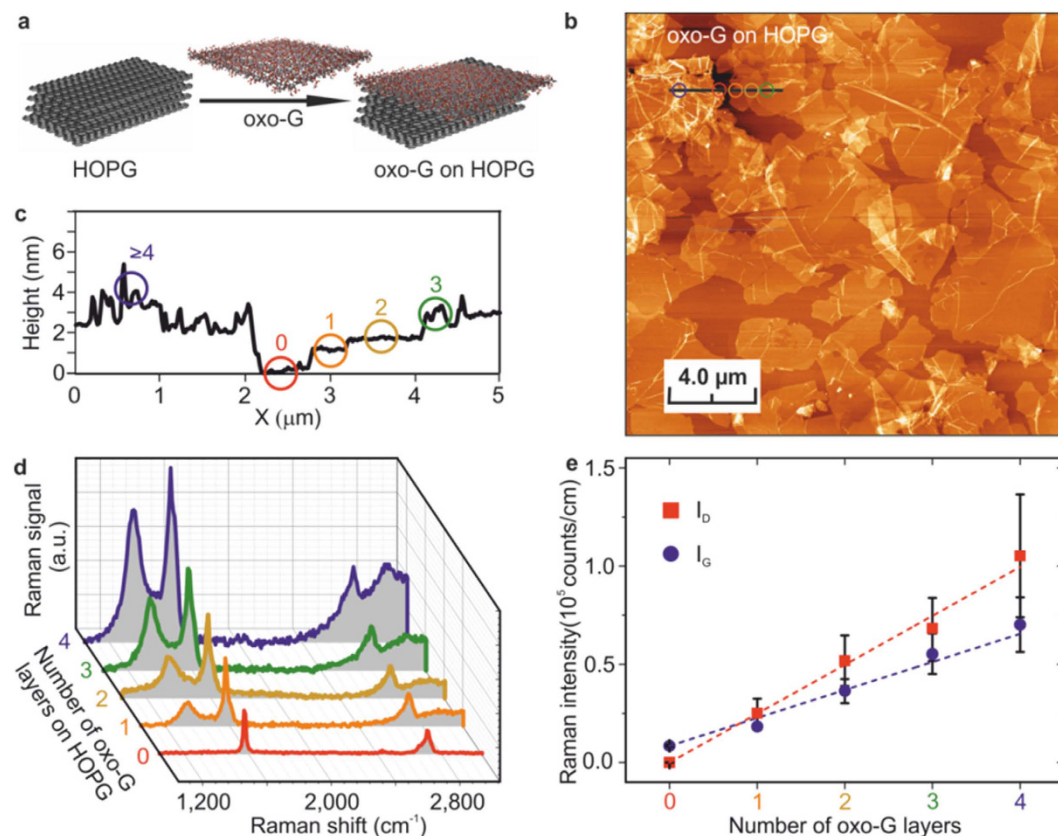 a
HOPG
oxo-G
oxo-G on HOPG
b
oxo-G on HOPG
4.0 μm
c
Height (nm)
6
4
2
0
≥4
0
1
2
3
0 1 2 3 4 5
X (μm)
d
Raman signal
(a.u.)
4
3
2
1
0
Number of oxo-G
layers on HOPG
1,200 2,000 2,800
Raman shift (cm⁻¹)
e
Raman intensity(10⁵ counts/cm)
1.5
1.0
0.5
0.0
I_D
I_G
0 1 2 3 4
Number of oxo-G layers